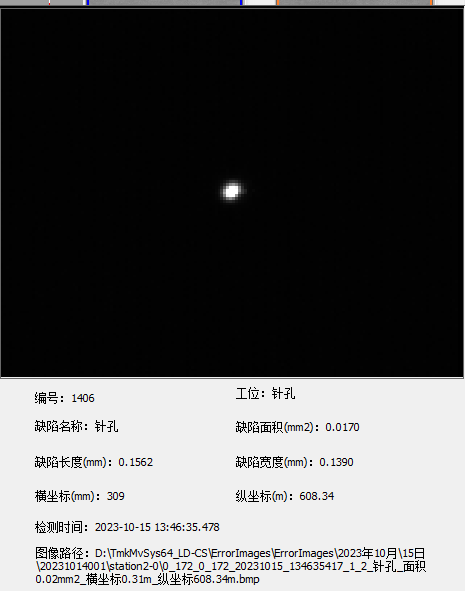 编号：1406
工位：针孔
缺陷名称：针孔
缺陷面积(mm2)：0.0170
缺陷长度(mm)：0.1562
缺陷宽度(mm)：0.1390
横坐标(mm)：309
纵坐标(m)：608.34
检测时间：2023-10-15 13:46:35.478
图像路径：D:\TmkMvSys64_LD-CS\ErrorImages\ErrorImages\2023年10月\15日
\20231014001\station2-0\0_172_0_172_20231015_134635417_1_2_针孔_面积
0.02mm2_横坐标0.31m_纵坐标608.34m.bmp